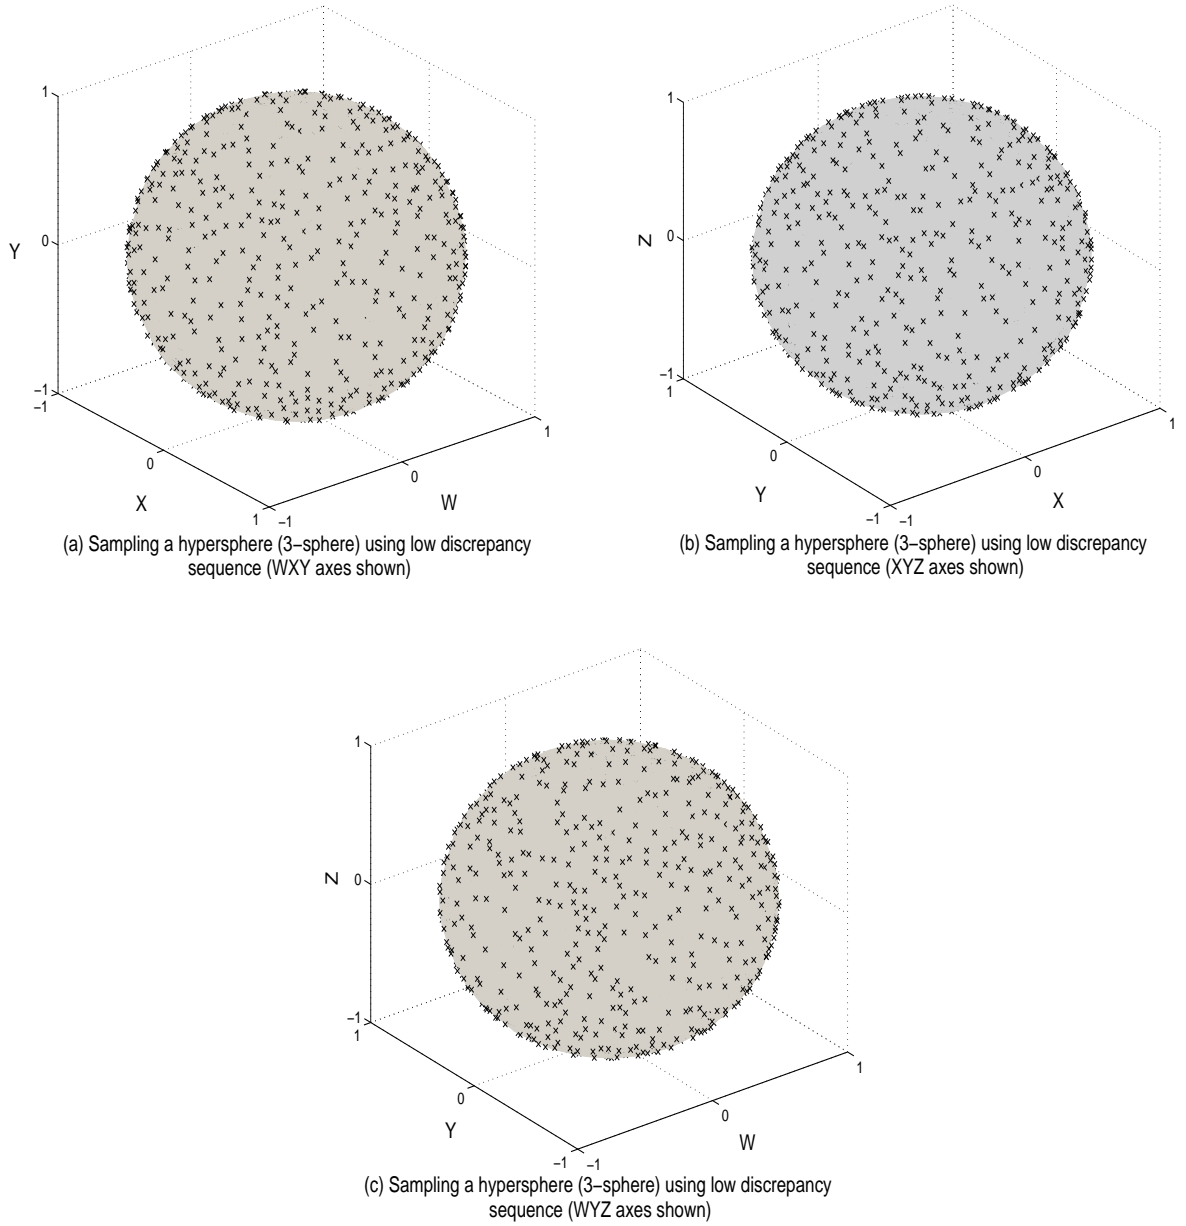 1
0
Y
−1
−1
0
X
1
−1
0
W
1
(a) Sampling a hypersphere (3−sphere) using low discrepancy
sequence (WXY axes shown)
1
0
Z
−1
1
0
Y
−1
−1
0
X
1
(b) Sampling a hypersphere (3−sphere) using low discrepancy
sequence (XYZ axes shown)
1
0
Z
−1
1
0
Y
−1
−1
0
W
1
(c) Sampling a hypersphere (3−sphere) using low discrepancy
sequence (WYZ axes shown)